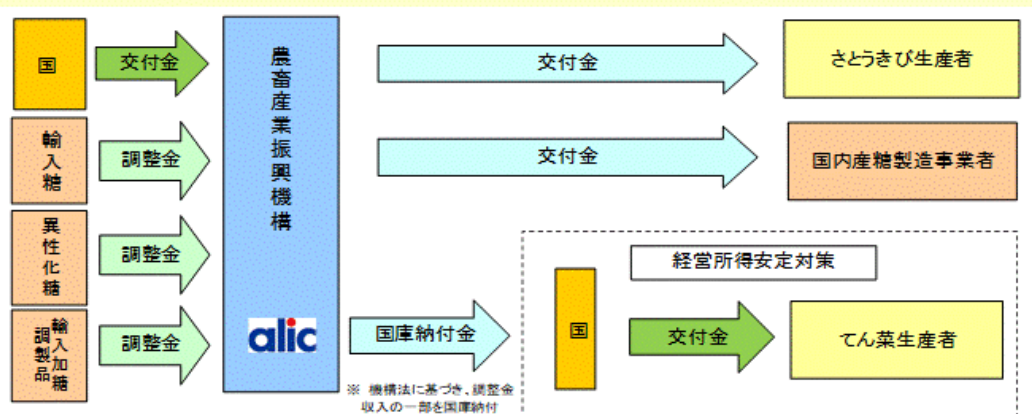 国
交付金
農畜産業振興機構
交付金
さとうきび生産者
輸入糖
調整金
交付金
国内産糖製造事業者
異性化糖
調整金
経営所得安定対策
輸入加糖
調製品
調整金
alic
国庫納付金
国
交付金
てん菜生産者
※ 機構法に基づき、調整金
収入の一部を国庫納付